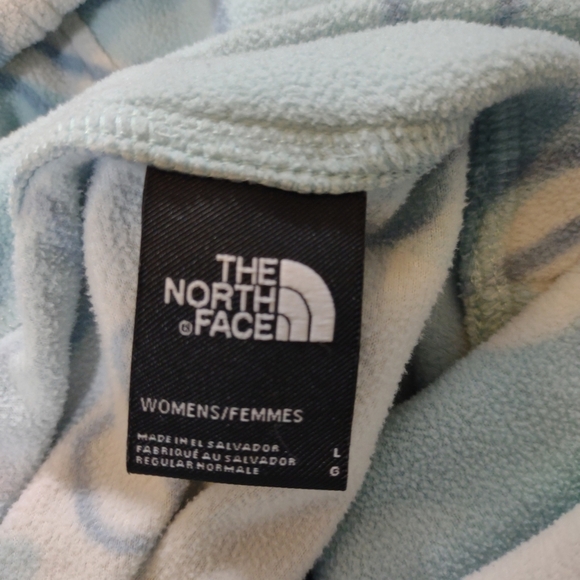 THE
NORTH
FACE
WOMENS/FEMMES
MADE IN EL SALVADOR
FABRIQUÉ AU SALVADOR
REGULAR NORMALE
L
G